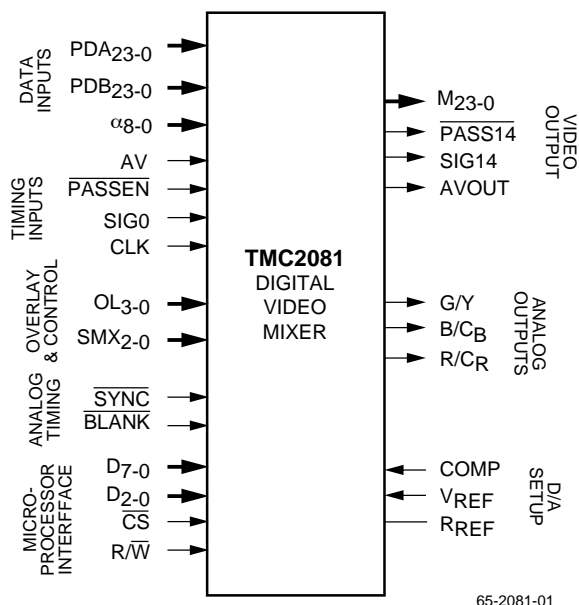 DATA
INPUTS
PDA23-0
PDB23-0
α8-0
TIMING
INPUTS
AV
PASSEN
SIG0
CLK
OVERLAY
& CONTROL
OL3-0
SMX2-0
ANALOG
TIMING
SYNC
BLANK
MICRO-
PROCESSOR
INTERFFACE
D7-0
D2-0
CS
R/W
TMC2081
DIGITAL
VIDEO
MIXER
M23-0
PASS14
SIG14
AVOUT
VIDEO
OUTPUT
G/Y
B/CB
R/CR
ANALOG
OUTPUTS
COMP
VREF
RREF
D/A
SETUP
65-2081-01